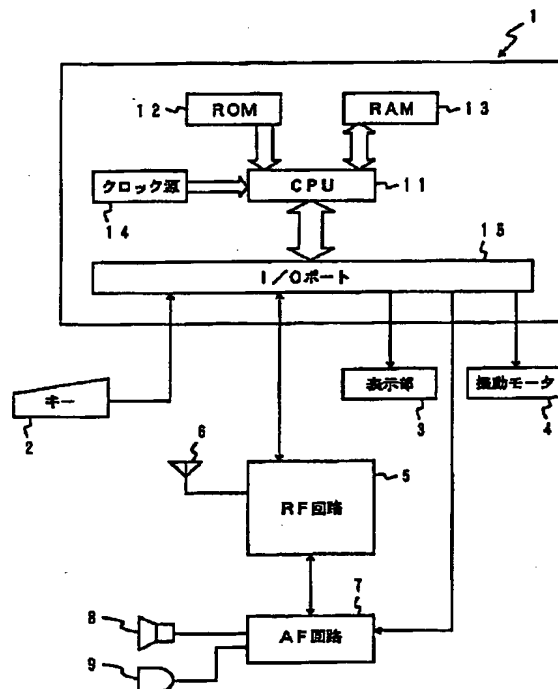 1
12 ROM
RAM 13
クロック源
CPU 11
14
15
I/Oポート
キー
2
表示部
3
振動モータ
4
6
RF回路
5
7
8
AF回路
9